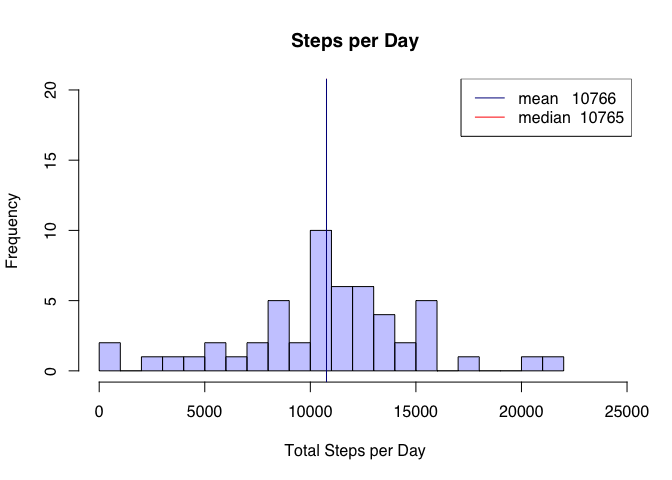 Steps per Day
mean 10766
median 10765
Frequency
20
15
10
5
0
0 5000 10000 15000 20000 25000
Total Steps per Day